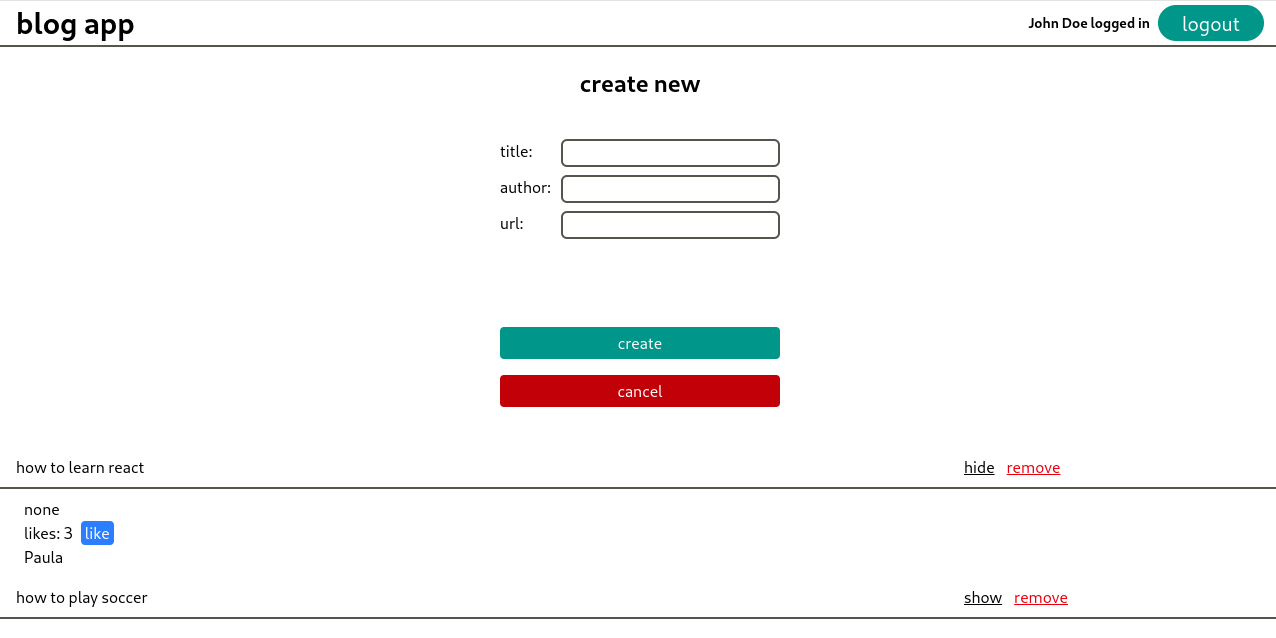 blog app
John Doe logged in logout
create new
title:
author:
url:
create
cancel
how to learn react hide remove
none
likes: 3 like
Paula
how to play soccer show remove